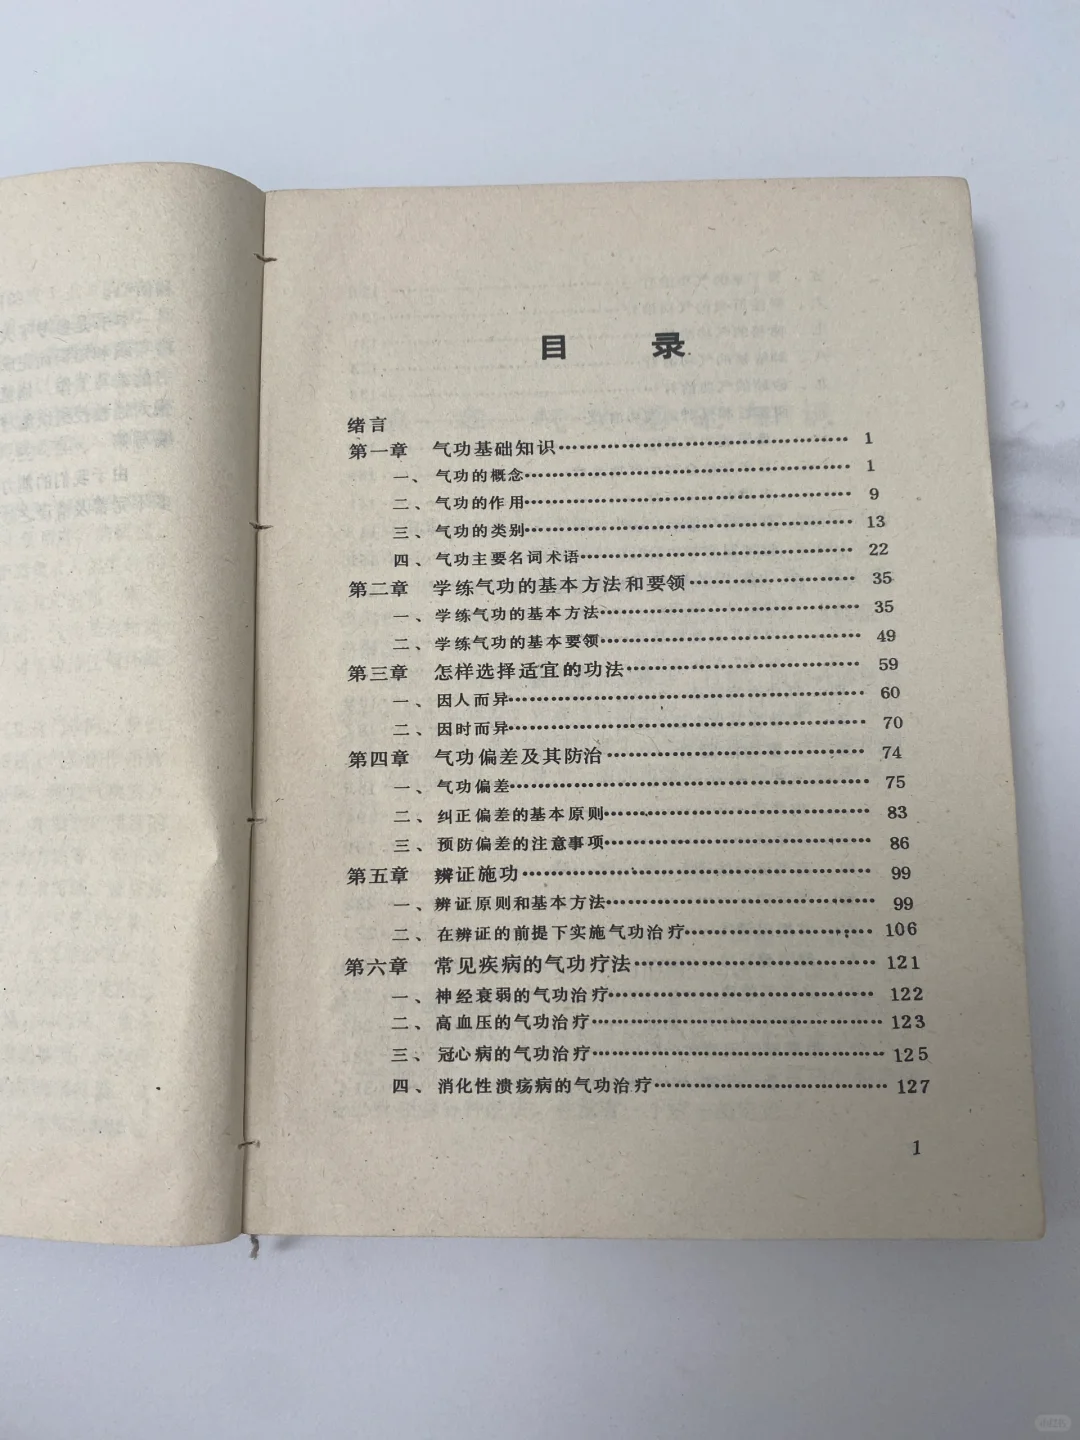 目 录
绪言
第一章 气功基础知识…… 1
一、气功的概念…… 1
二、气功的作用…… 9
三、气功的类别…… 13
四、气功主要名词术语…… 22
第二章 学练气功的基本方法和要领…… 35
一、学练气功的基本方法…… 35
二、学练气功的基本要领…… 49
第三章 怎样选择适宜的功法…… 59
一、因人而异…… 60
二、因时而异…… 70
第四章 气功偏差及其防治…… 74
一、气功偏差…… 75
二、纠正偏差的基本原则…… 83
三、预防偏差的注意事项…… 86
第五章 辨证施功…… 99
一、辨证原则和基本方法…… 99
二、在辨证的前提下实施气功治疗…… 106
第六章 常见疾病的气功疗法…… 121
一、神经衰弱的气功治疗…… 122
二、高血压的气功治疗…… 123
三、冠心病的气功治疗…… 125
四、消化性溃疡病的气功治疗…… 127
1